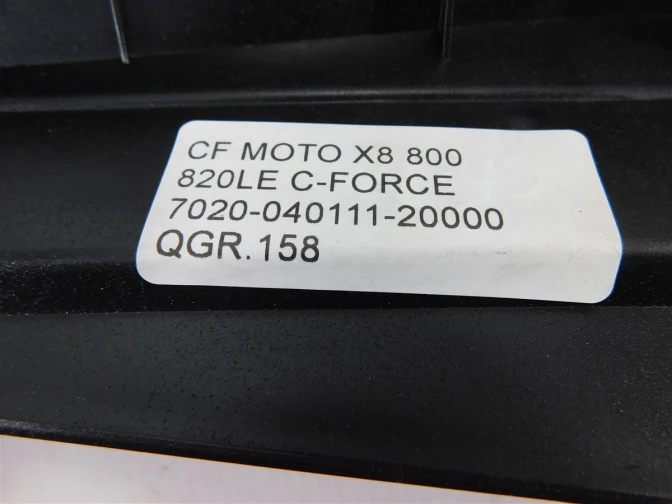 CF MOTO X8 800
820LE C-FORCE
7020-040111-20000
QGR.158